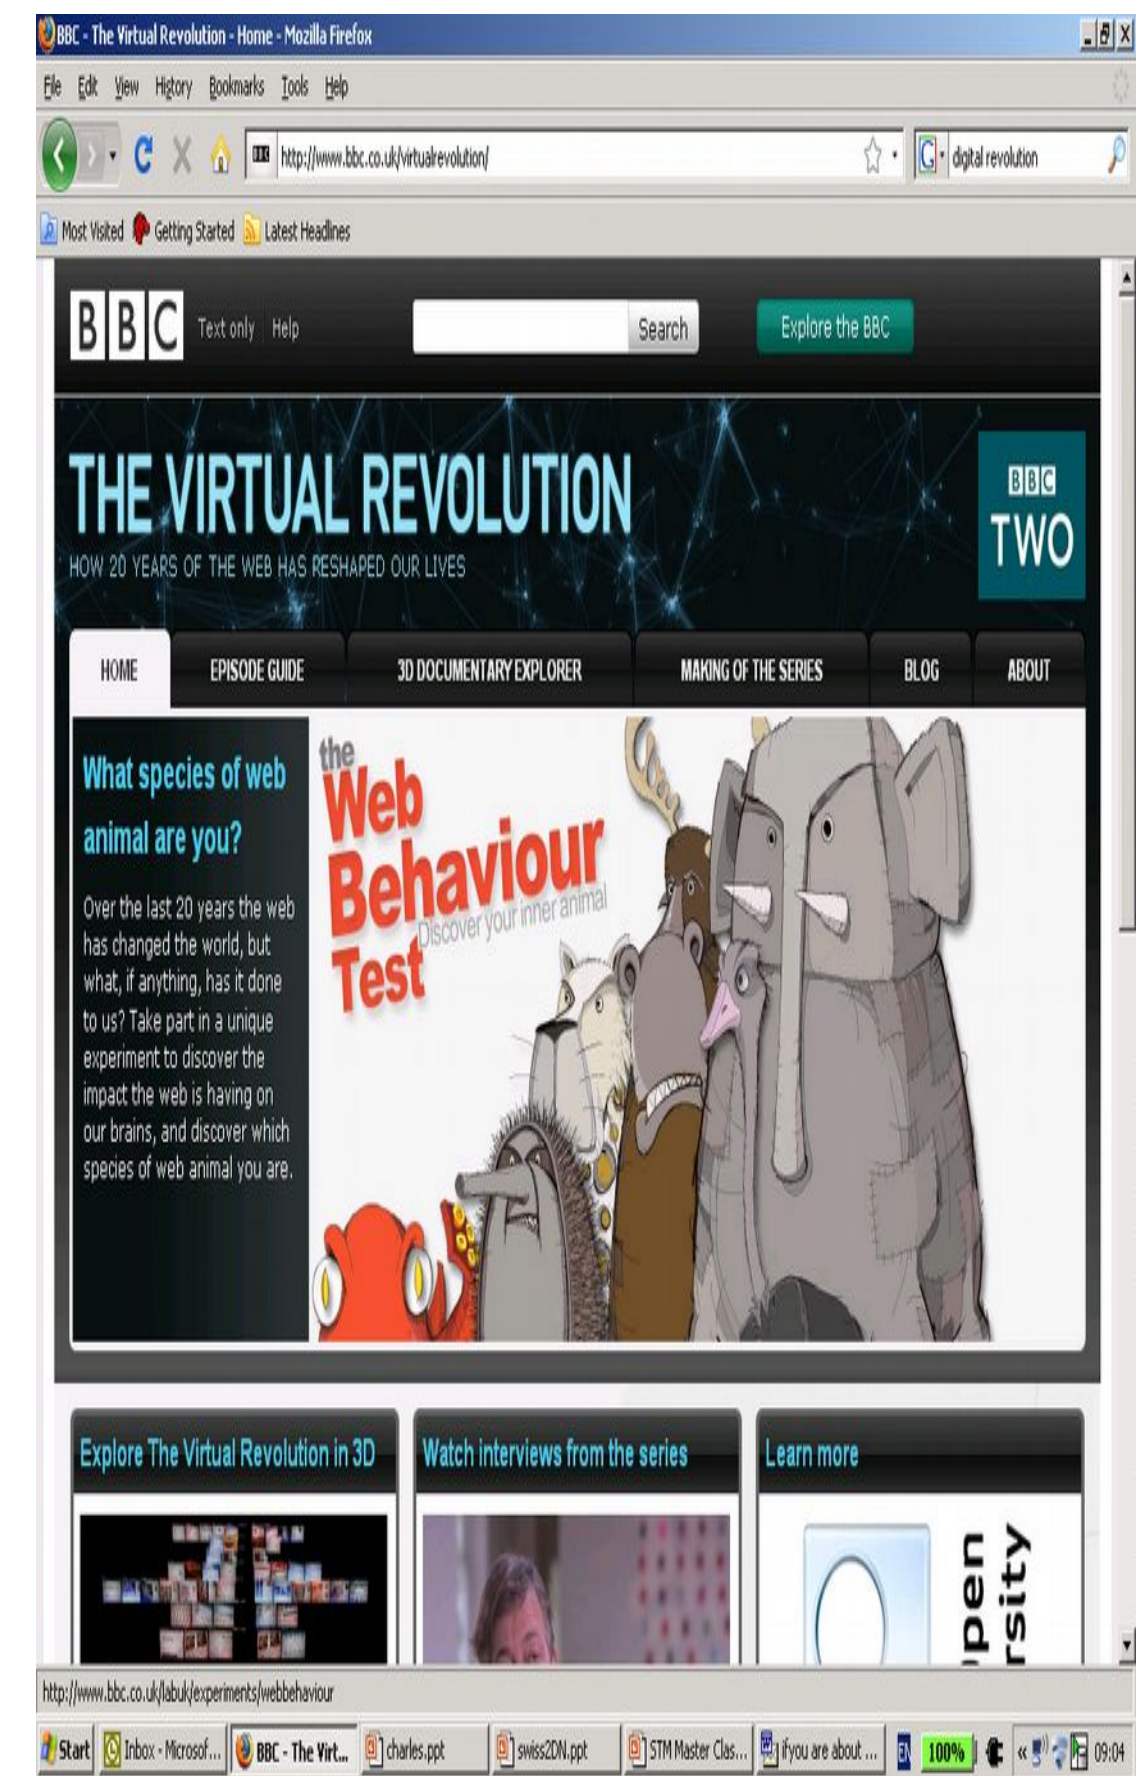 BBC - The Virtual Revolution - Home - Mozilla Firefox
File Edit View History Bookmarks Tools Help
http://www.bbc.co.uk/virtualrevolution/
digital revolution
Most Visited Getting Started Latest Headlines
BBC Text only Help
Search
Explore the BBC
THE VIRTUAL REVOLUTION
HOW 20 YEARS OF THE WEB HAS RESHAPED OUR LIVES
BBC
TWO
HOME EPISODE GUIDE 3D DOCUMENTARY EXPLORER MAKING OF THE SERIES BLOG ABOUT
What species of web
animal are you?
Over the last 20 years the web
has changed the world, but
what, if anything, has it done
to us? Take part in a unique
experiment to discover the
impact the web is having on
our brains, and discover which
species of web animal you are.
the
Web
Behaviour
Discover your inner animal
Test
Explore The Virtual Revolution in 3D
Watch interviews from the series
Learn more
pen
rsity
http://www.bbc.co.uk/labuk/experiments/webbehaviour
Start Inbox - Microsof... BBC - The Virt... charles.ppt swiss2DN.ppt STM Master Clas... ifyou are about ... EN 100% « 09:04